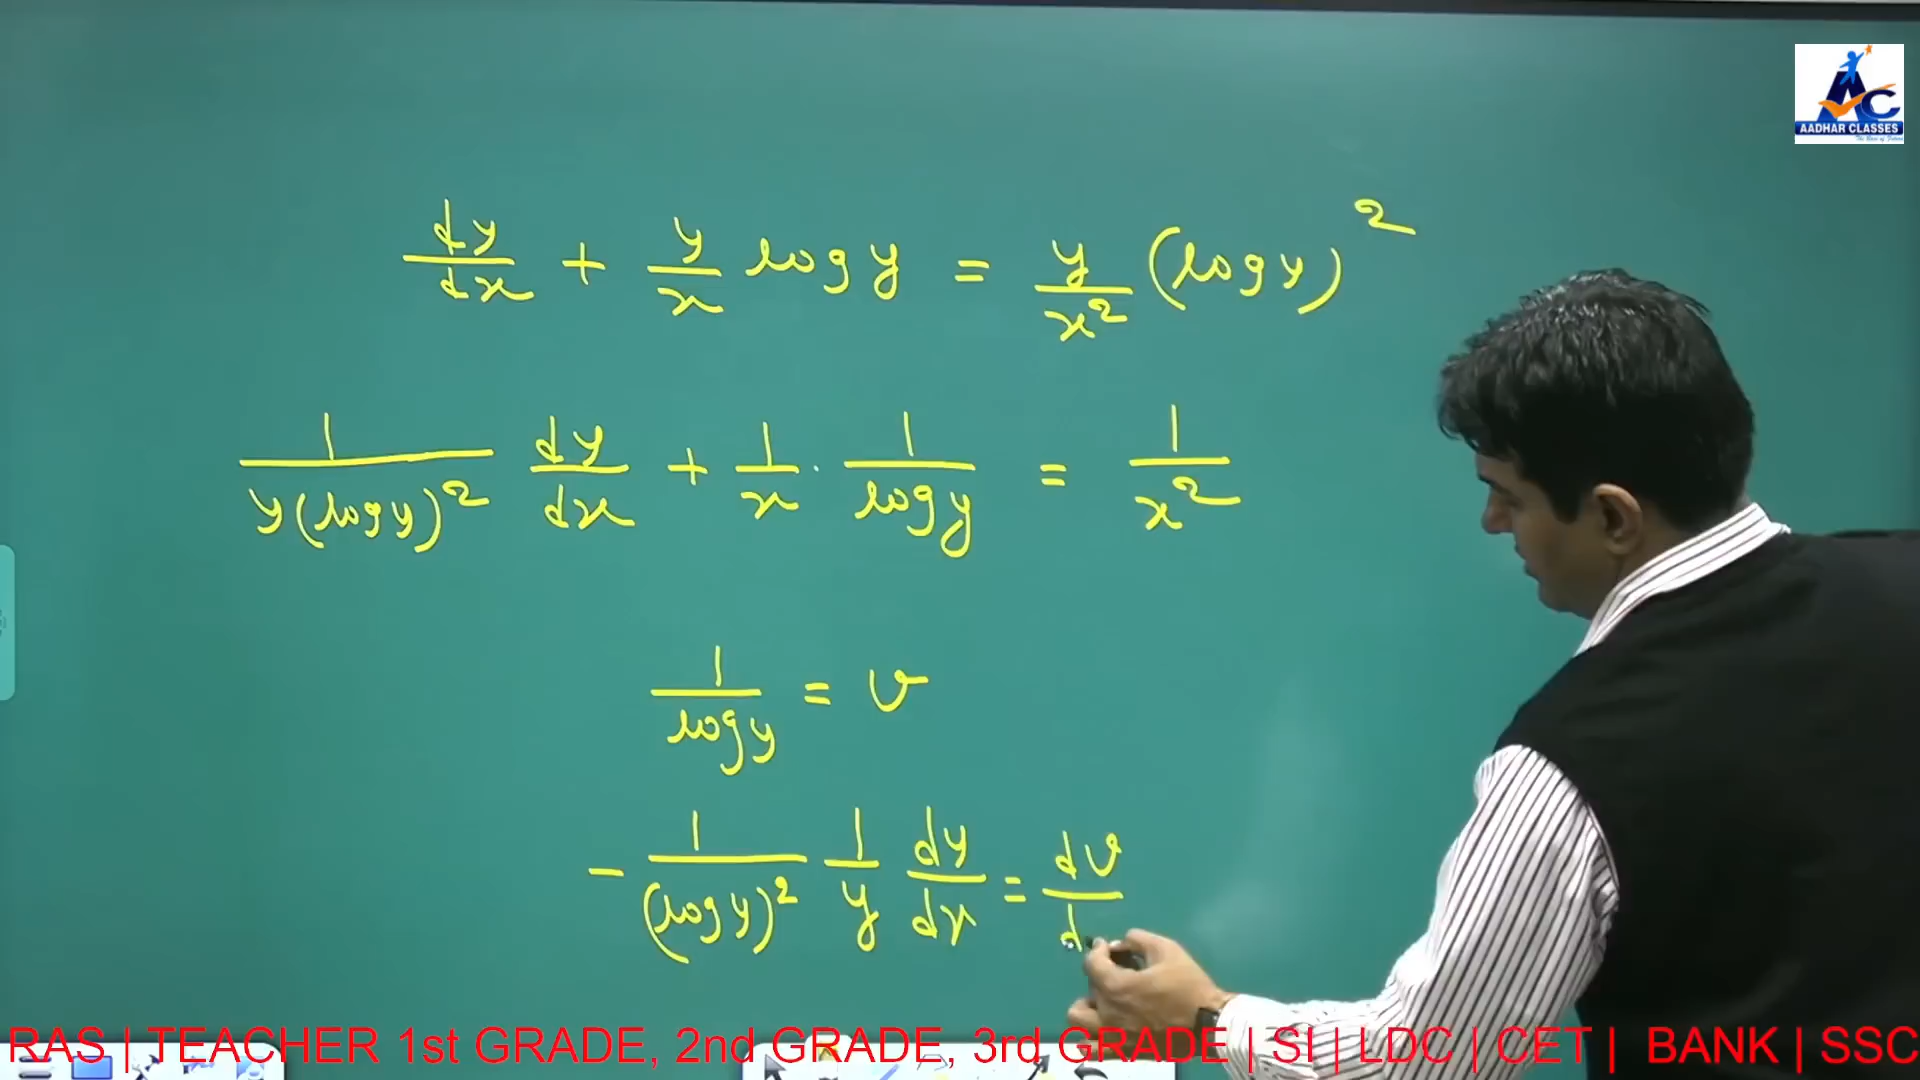 AADHAR CLASSES
dy/dx + y/x log y = y/x² (log y)²
1/y(log y)² dy/dx + 1/x · 1/log y = 1/x²
1/log y = v
- 1/(log y)² 1/y dy/dx = dv/d
RAS | TEACHER 1st GRADE, 2nd GRADE, 3rd GRADE | SI | LDC | CET | BANK | SSC